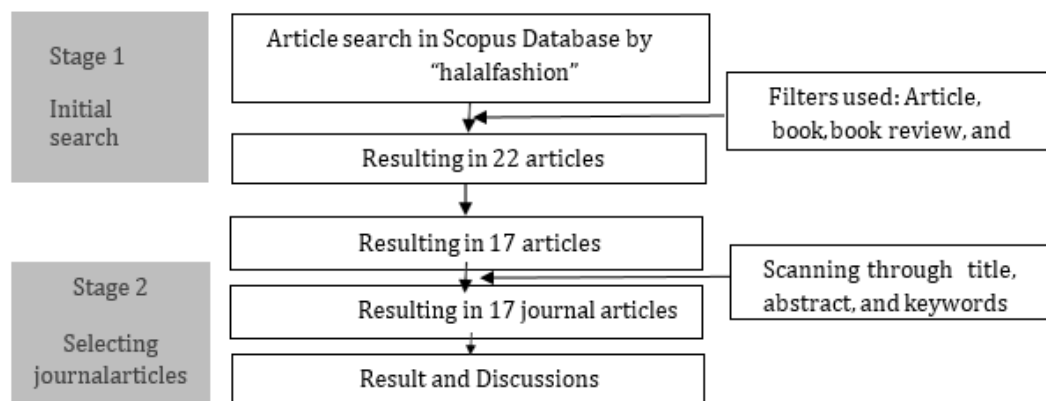 Stage 1
Initial
search
Article search in Scopus Database by
“halalfashion”
Filters used: Article,
book, book review, and
Resulting in 22 articles
Resulting in 17 articles
Stage 2
Selecting
journalarticles
Scanning through title,
abstract, and keywords
Resulting in 17 journal articles
Result and Discussions